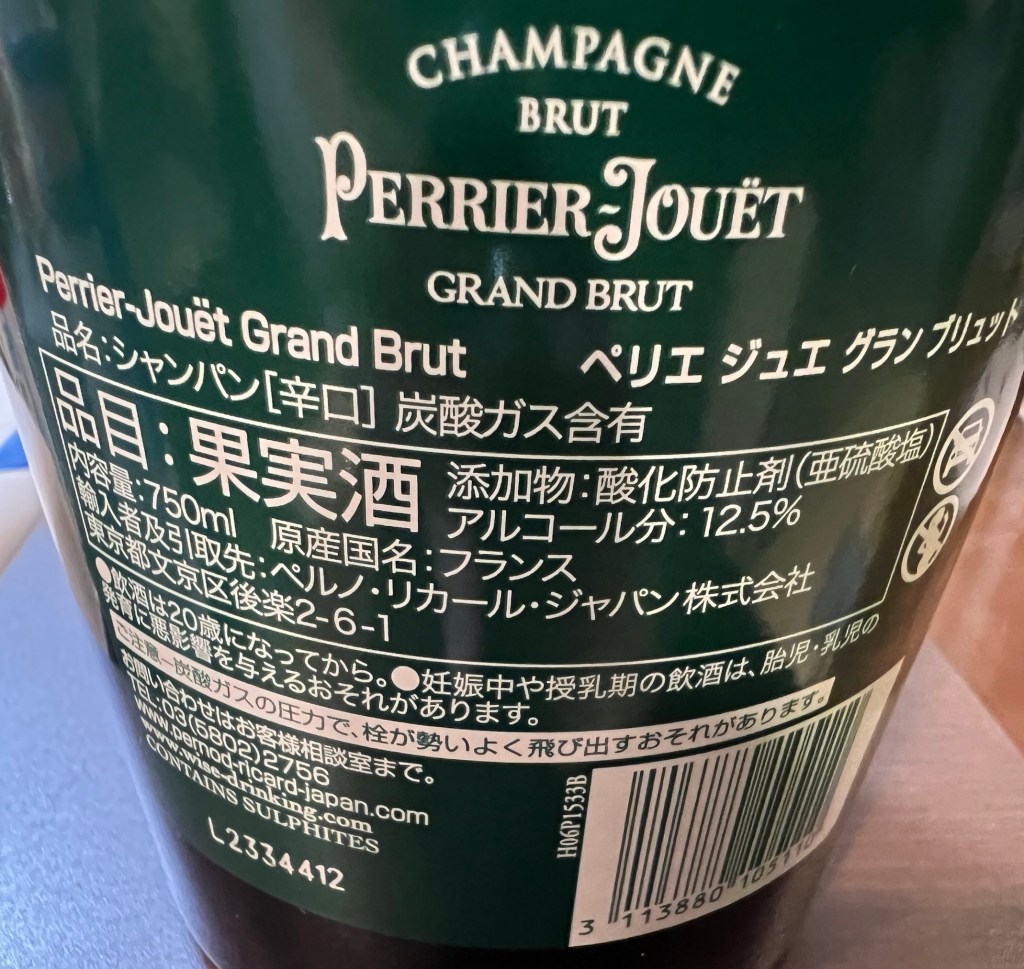 CHAMPAGNE
BRUT
PERRIER-JOUËT
GRAND BRUT
Perrier-Jouët Grand Brut ペリエ ジュエ グラン ブリュット
品名:シャンパン[辛口] 炭酸ガス含有
品目:果実酒 添加物:酸化防止剤(亜硫酸塩)
アルコール分:12.5%
内容量:750ml 原産国名:フランス
輸入者及引取先:ペルノ・リカール・ジャパン株式会社
東京都文京区後楽2-6-1
●飲酒は20歳になってから。●妊娠中や授乳期の飲酒は、胎児・乳児の
発育に悪影響を与えるおそれがあります。
ご注意-炭酸ガスの圧力で、栓が勢いよく飛び出すおそれがあります。
お問い合わせはお客様相談室まで。
TEL:03(5802)2756
www.pernod-ricard-japan.com
www.wise-drinking.com
CONTAINS SULPHITES
L2334412
H06P1533B
3 113880